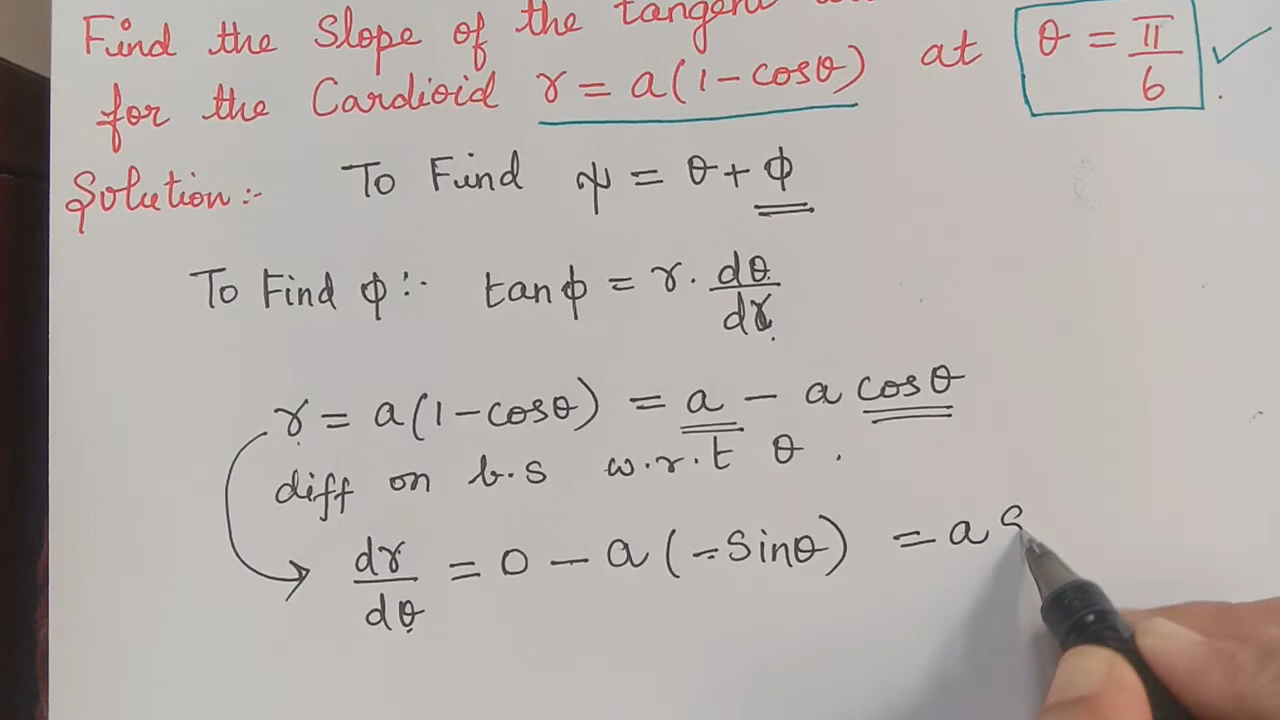 Find the Slope of the tangent
for the Cardioid r = a(1-cosθ) at θ = π/6 ✓
Solution:- To Find ψ = θ + φ
To Find φ:- tanφ = r. dθ/dr
r = a(1-cosθ) = a - a cosθ
diff on b.s w.r.t θ.
dr/dθ = 0 - a(-sinθ) = a s